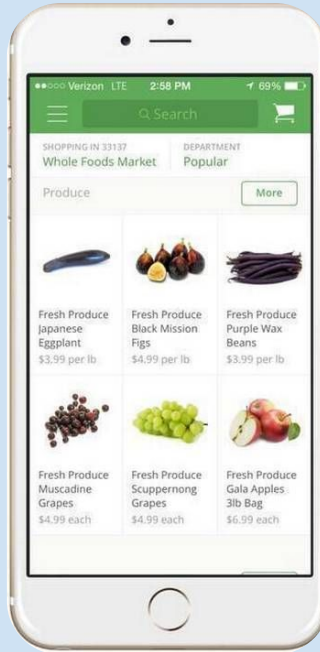 Verizon LTE 2:58 PM 69%
Search
SHOPPING IN 33137 DEPARTMENT
Whole Foods Market Popular
Produce More
Fresh Produce Fresh Produce Fresh Produce
Japanese Black Mission Purple Wax
Eggplant Figs Beans
$3.99 per lb $4.99 per lb $3.99 per lb
Fresh Produce Fresh Produce Fresh Produce
Muscadine Scuppernong Gala Apples
Grapes Grapes 3lb Bag
$4.99 each $4.99 each $6.99 each